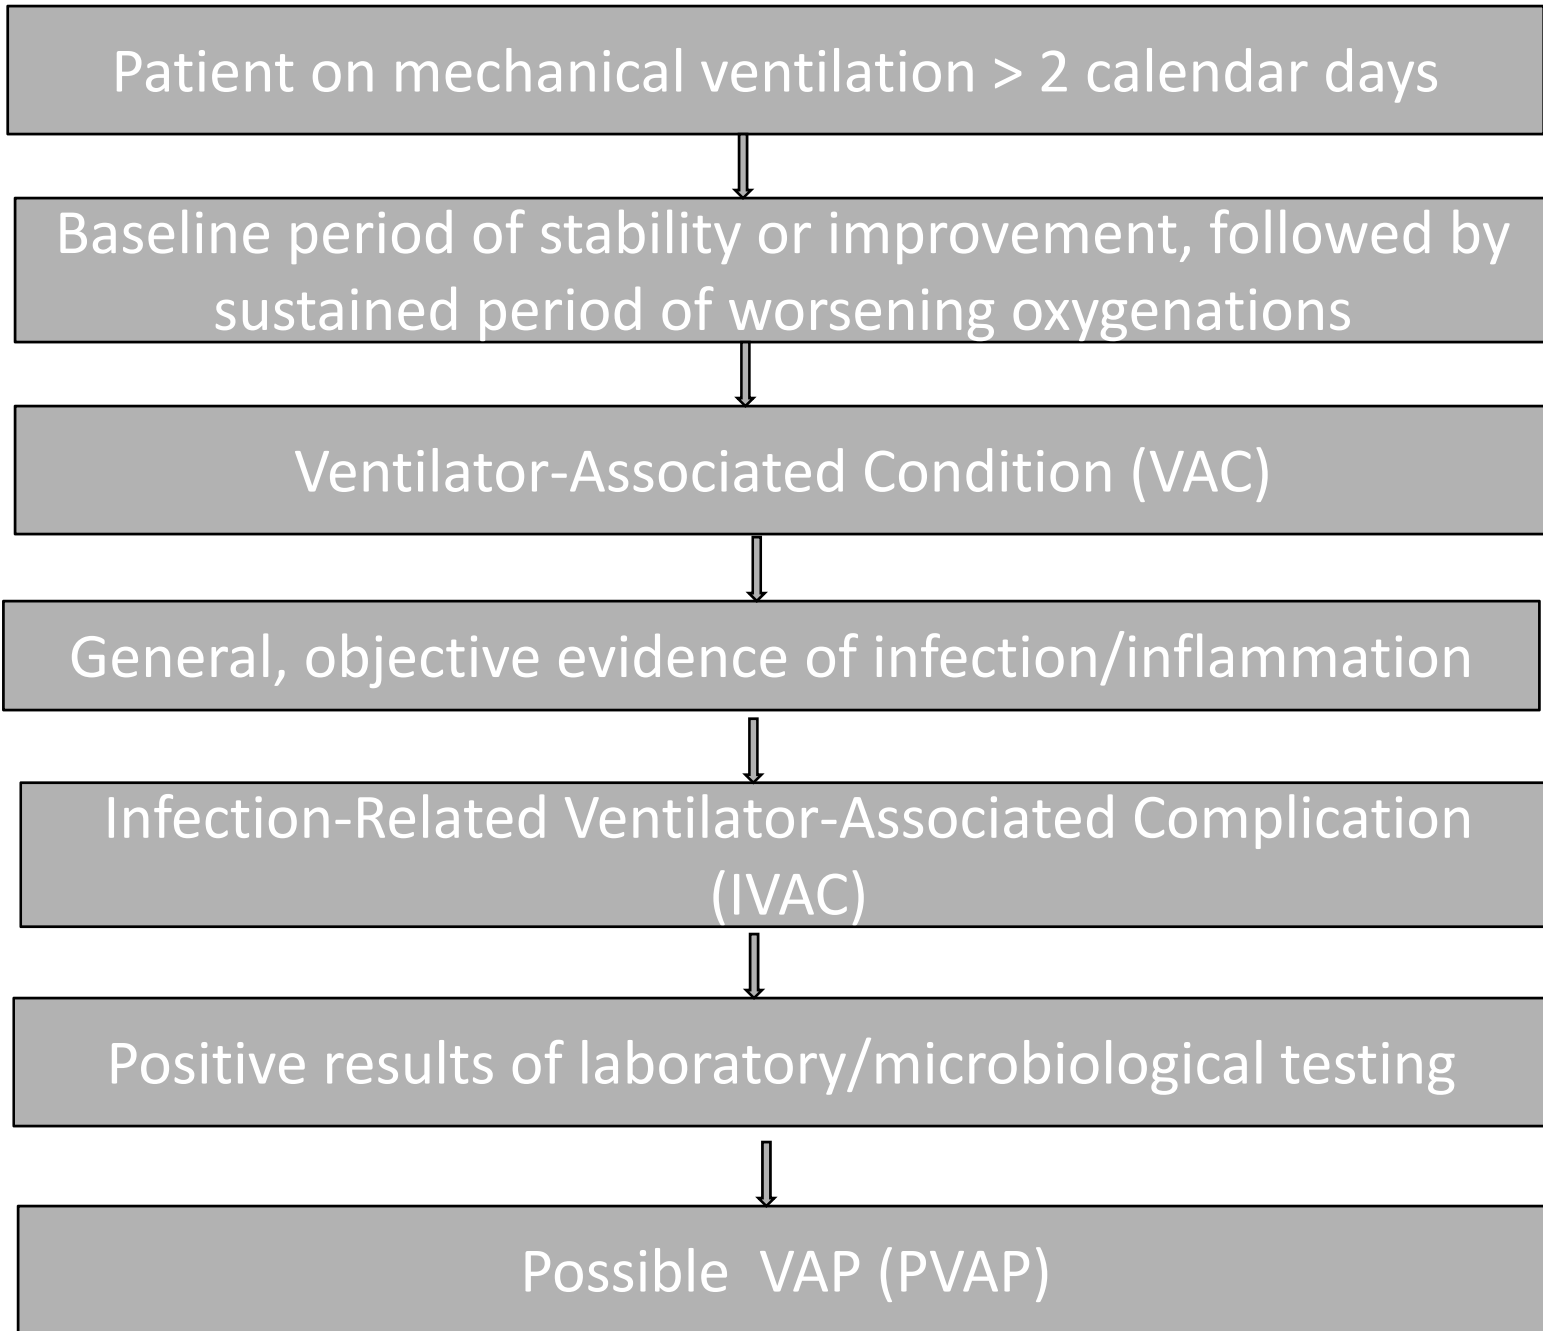 Patient on mechanical ventilation > 2 calendar days
Baseline period of stability or improvement, followed by
sustained period of worsening oxygenations
Ventilator-Associated Condition (VAC)
General, objective evidence of infection/inflammation
Infection-Related Ventilator-Associated Complication
(IVAC)
Positive results of laboratory/microbiological testing
Possible VAP (PVAP)